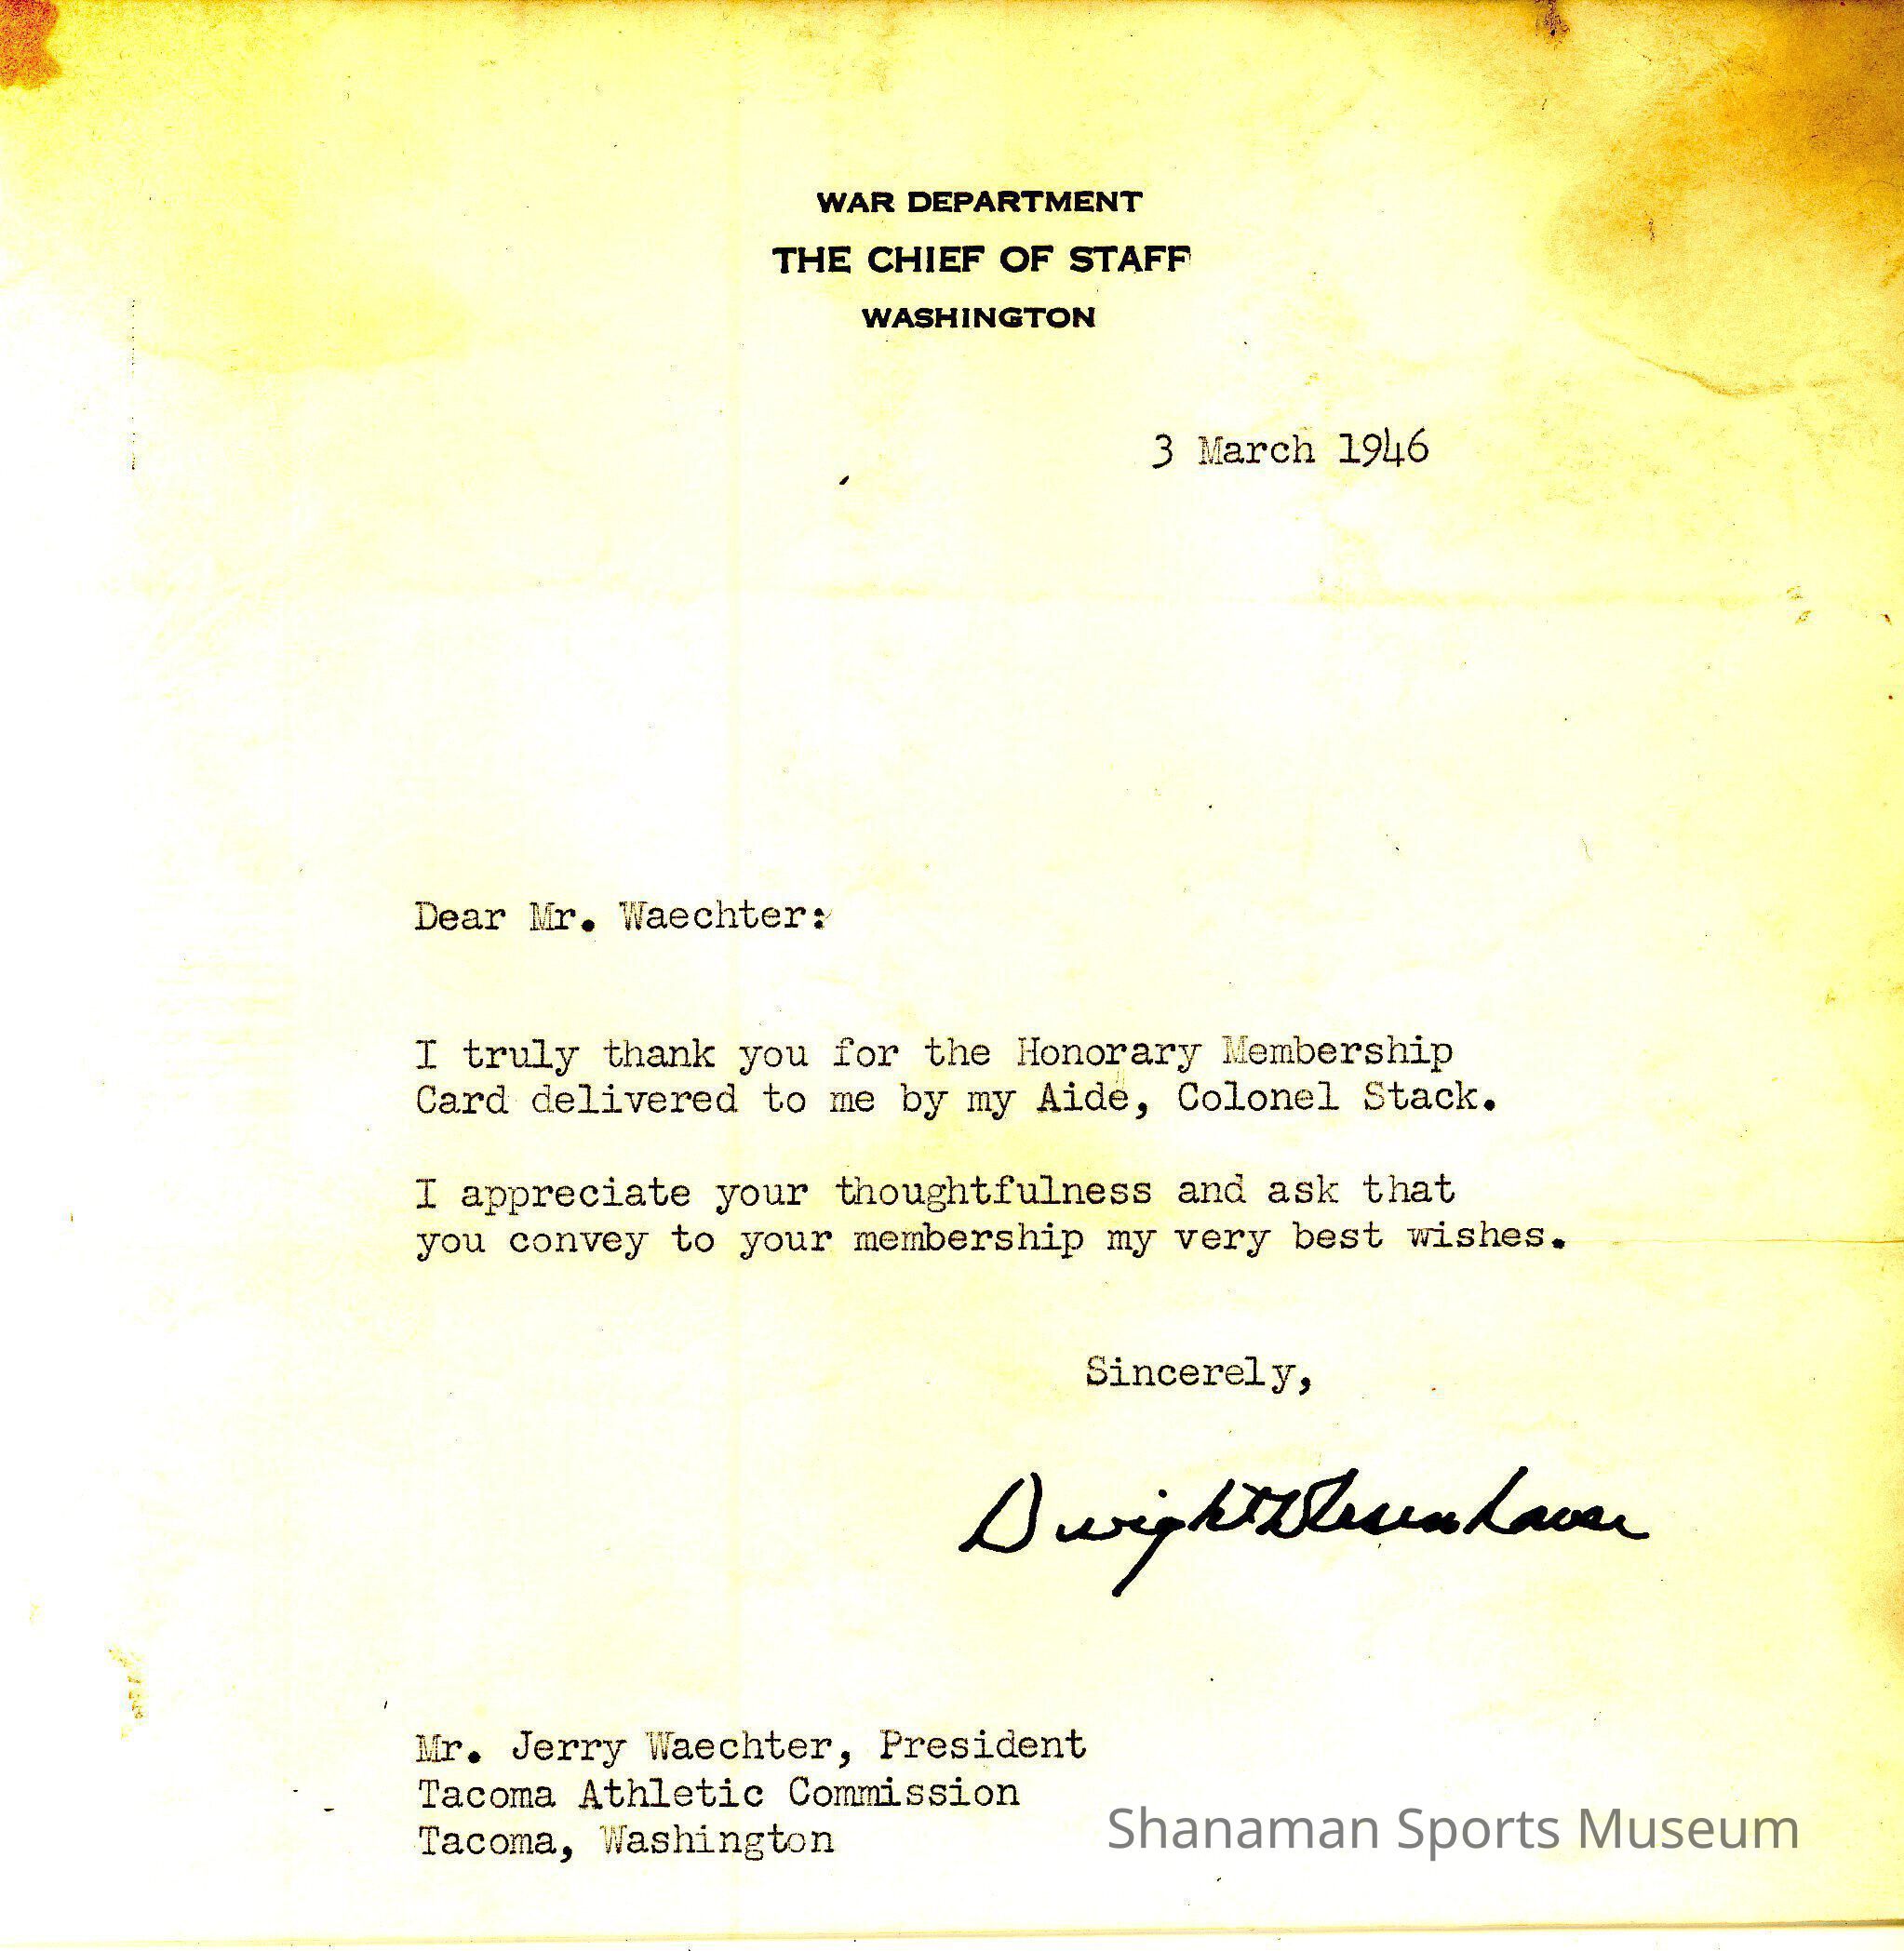 WAR DEPARTMENT
THE CHIEF OF STAFF
WASHINGTON
3 March 1946
Dear Mr. Waechter:
I truly thank you for the Honorary Membership
Card delivered to me by my Aide, Colonel Stack.
I appreciate your thoughtfulness and ask that
you convey to your membership my very best wishes.
Sincerely,
Dwight D Eisenhower
Mr. Jerry Waechter, President
Tacoma Athletic Commission
Tacoma, Washington
Shanaman Sports Museum